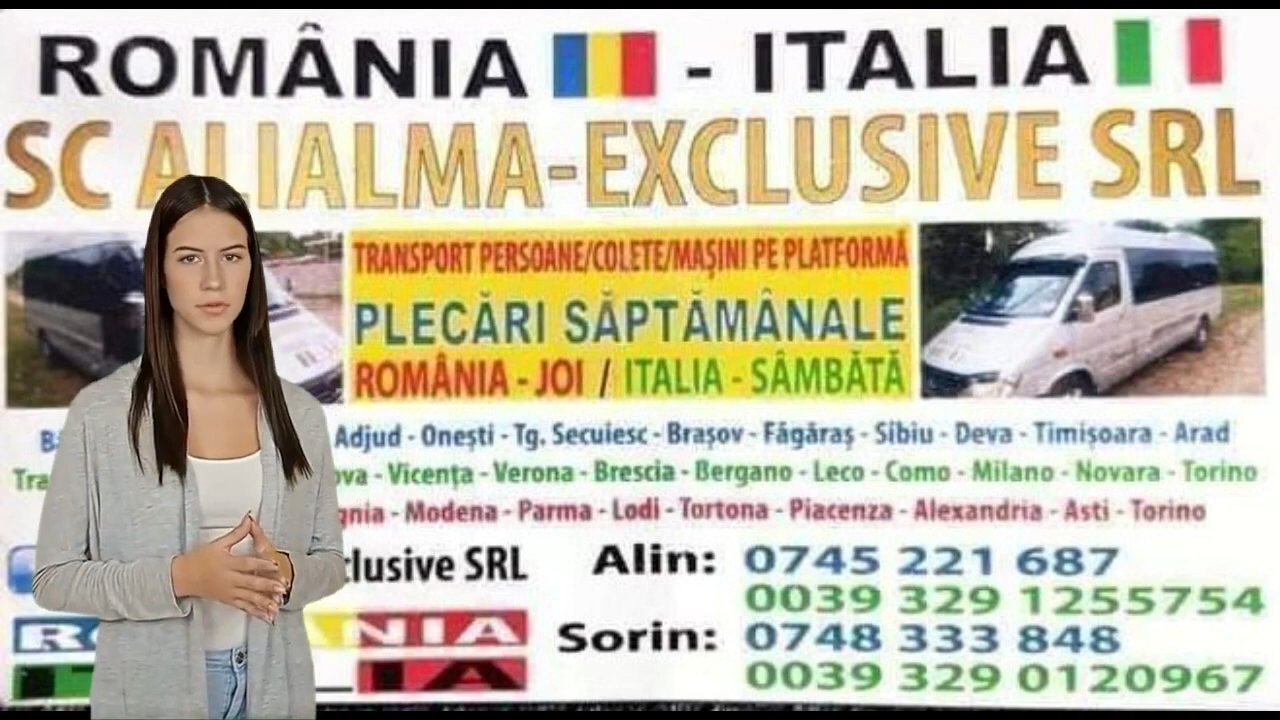 ROMÂNIA - ITALIA
SC ALIALMA-EXCLUSIVE SRL
TRANSPORT PERSOANE/COLETE/MAȘINI PE PLATFORMĂ
PLECĂRI SĂPTĂMÂNALE
ROMÂNIA - JOI / ITALIA - SÂMBĂTĂ
Adjud - Onești - Tg. Secuiesc - Brașov - Făgăraș - Sibiu - Deva - Timișoara - Arad
- Vicența - Verona - Brescia - Bergano - Leco - Como - Milano - Novara - Torino
- Modena - Parma - Lodi - Tortona - Piacenza - Alexandria - Asti - Torino
SRL
Alin: 0745 221 687
0039 329 1255754
Sorin: 0748 333 848
0039 329 0120967